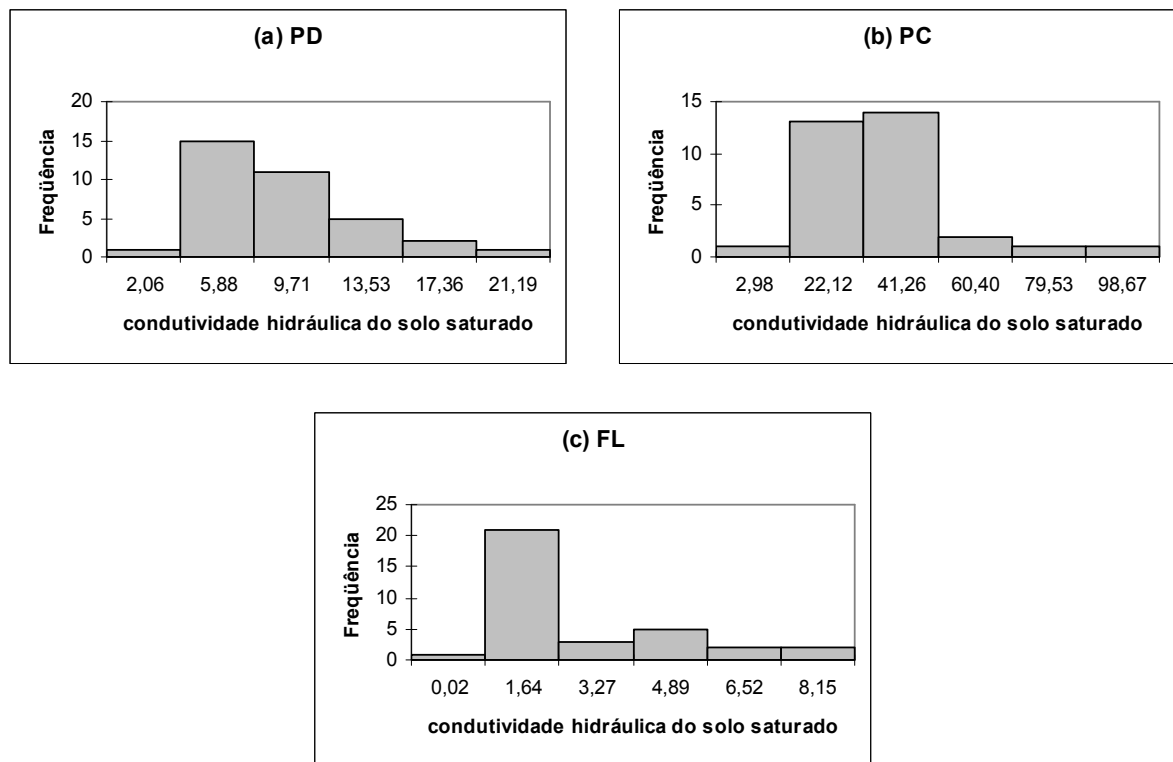 (a) PD
Freqüência
20
15
10
5
0
2,06 5,88 9,71 13,53 17,36 21,19
condutividade hidráulica do solo saturado
(b) PC
Freqüência
15
10
5
0
2,98 22,12 41,26 60,40 79,53 98,67
condutividade hidráulica do solo saturado
(c) FL
Freqüência
25
20
15
10
5
0
0,02 1,64 3,27 4,89 6,52 8,15
condutividade hidráulica do solo saturado